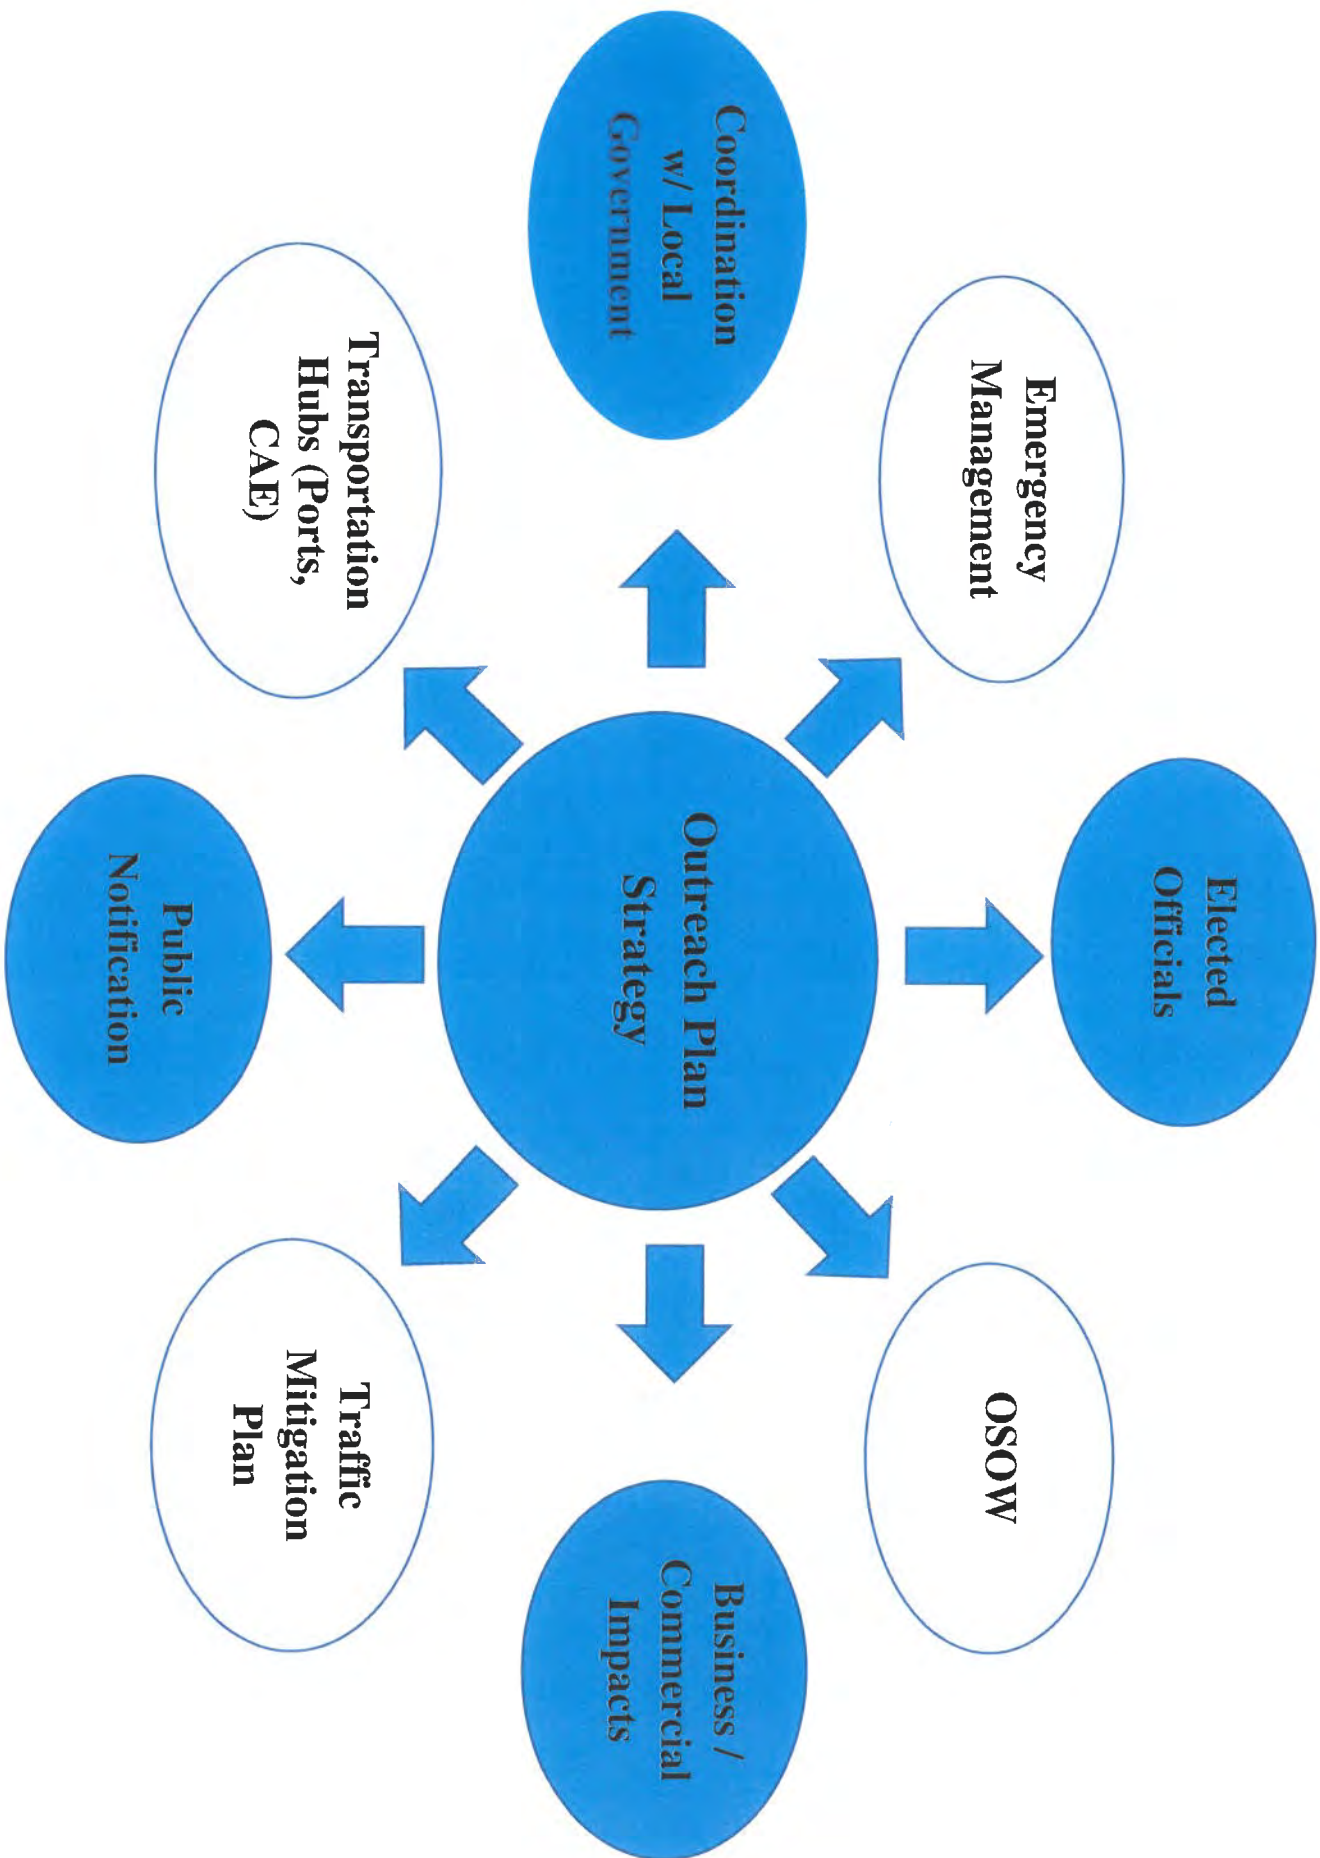 Elected
Officials
Emergency
Management
OSOW
Coordination
w/ Local
Government
Outreach Plan
Strategy
Business /
Commercial
Impacts
Transportation
Hubs (Ports,
CAE)
Traffic
Mitigation
Plan
Public
Notification